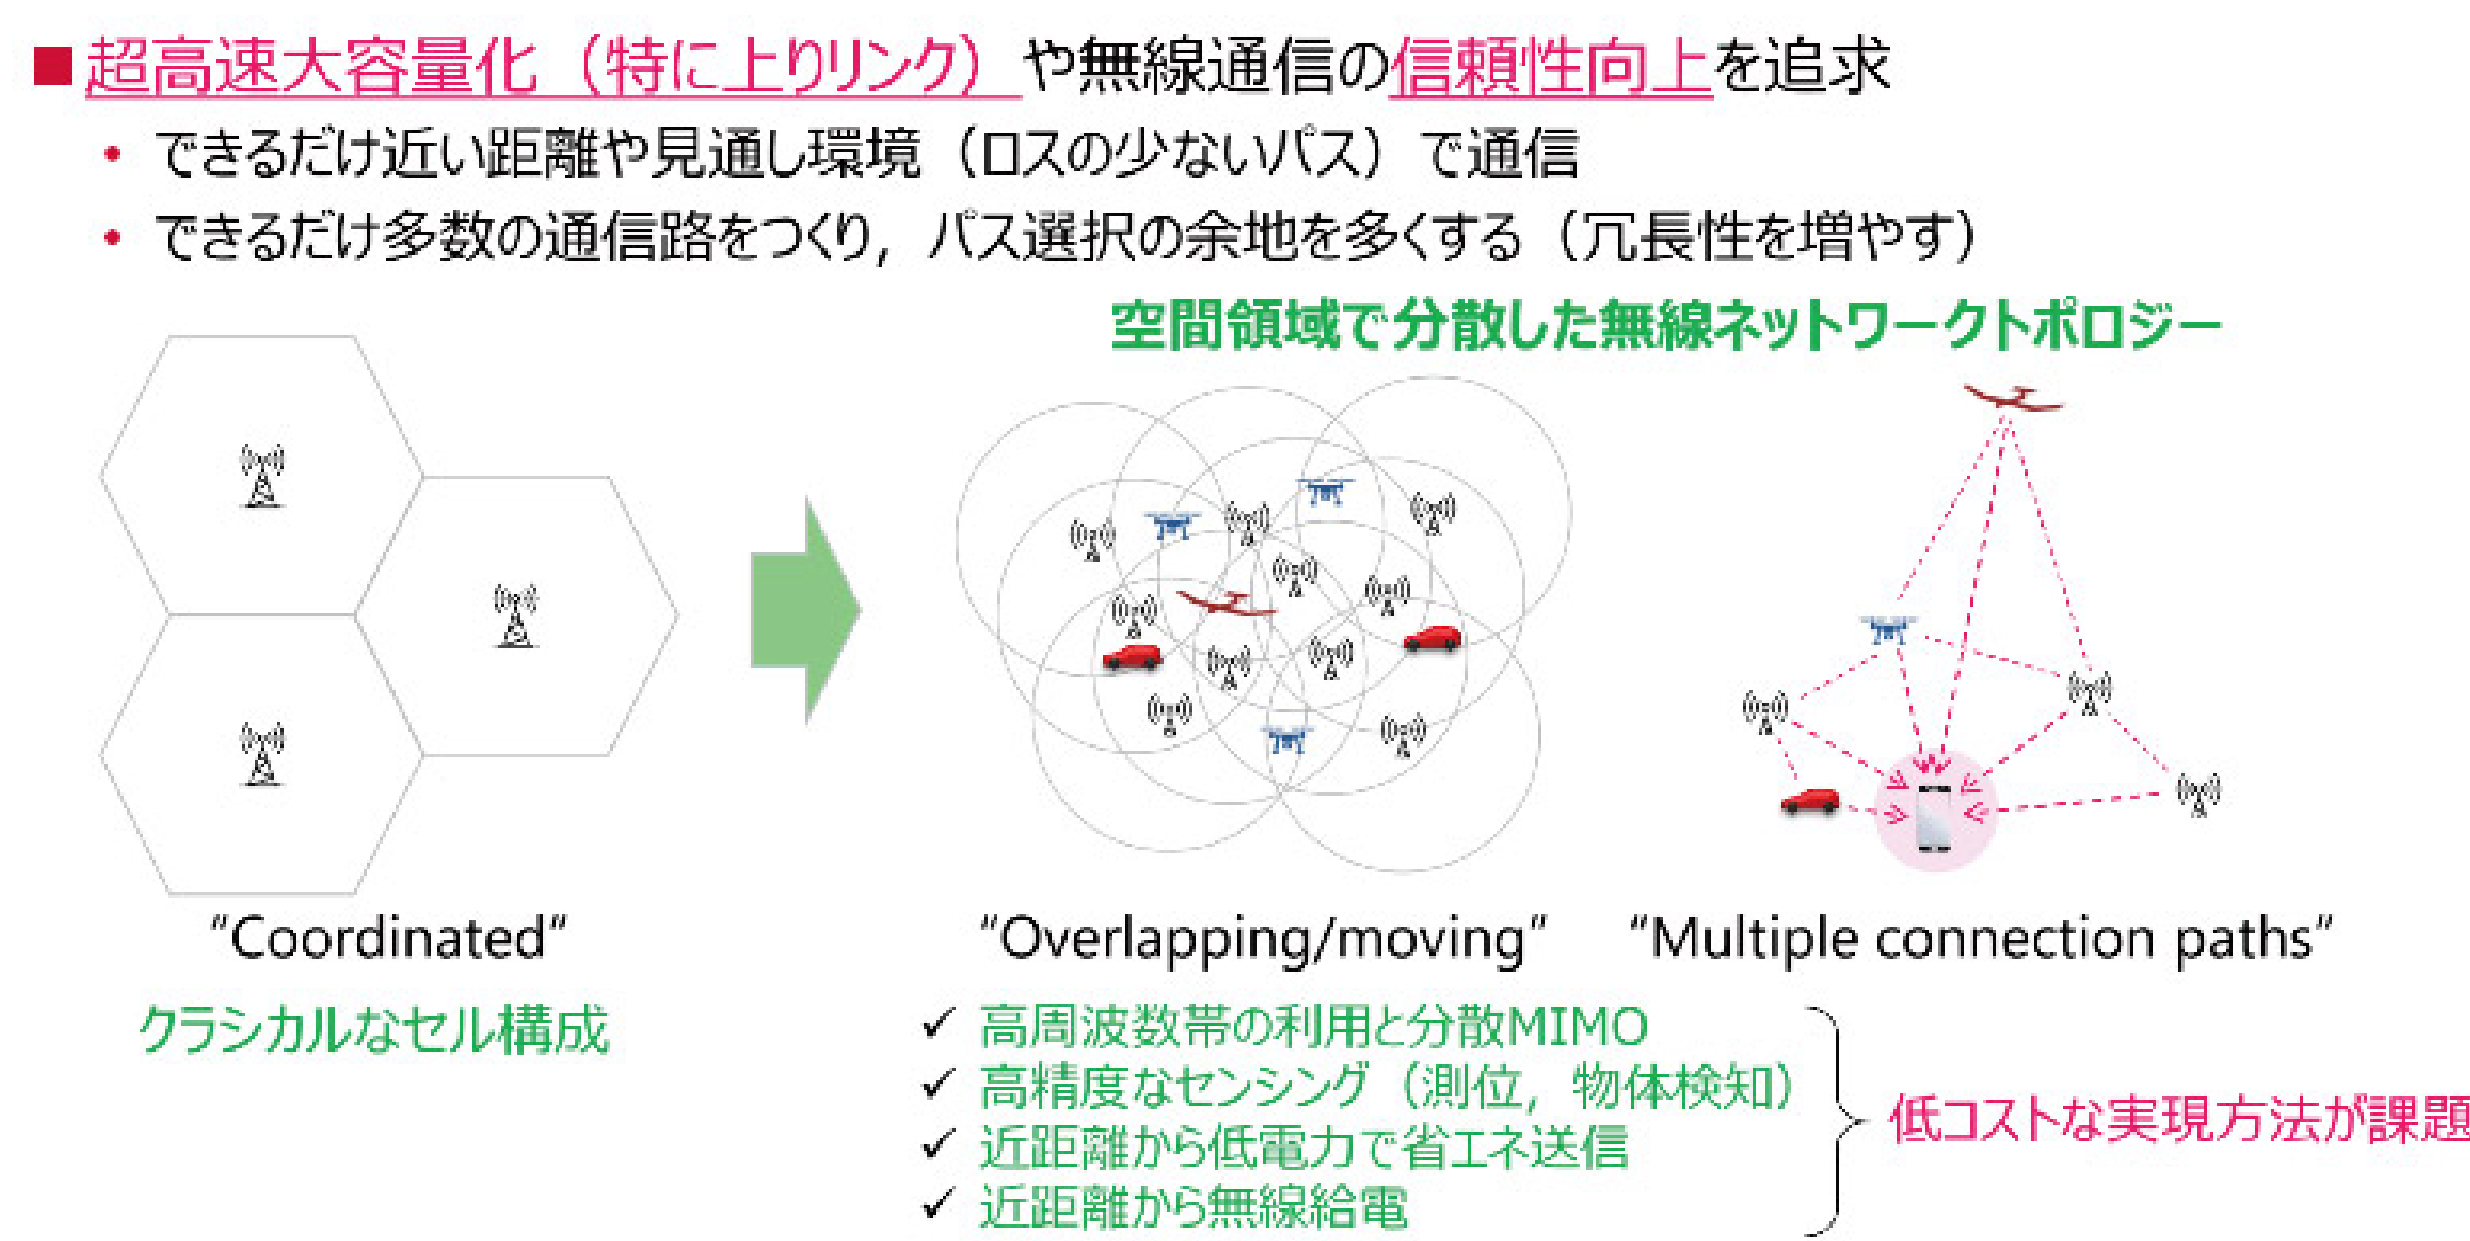 ■超高速大容量化（特に上りリンク）や無線通信の信頼性向上を追求
• できるだけ近い距離や見通し環境（ロスの少ないパス）で通信
• できるだけ多数の通信路をつくり，パス選択の余地を多くする（冗長性を増やす）
空間領域で分散した無線ネットワークトポロジー
“Coordinated”
“Overlapping/moving”
“Multiple connection paths”
クラシカルなセル構成
✓ 高周波数帯の利用と分散MIMO
✓ 高精度なセンシング（測位，物体検知）
✓ 近距離から低電力で省エネ送信
✓ 近距離から無線給電
低コストな実現方法が課題